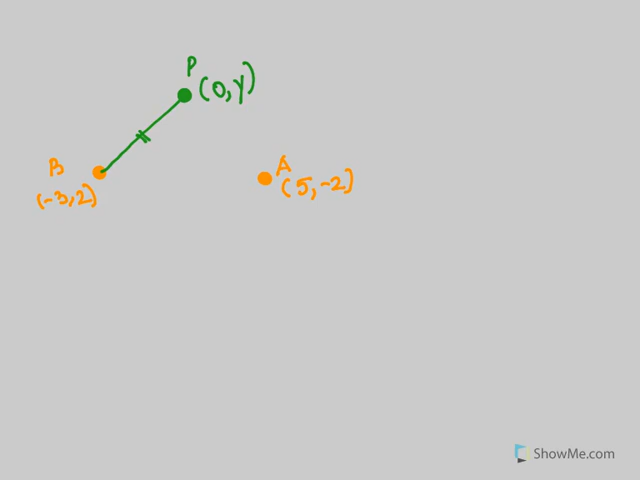 P
(0, y)
B
(-3, 2)
A
(5, -2)
ShowMe.com